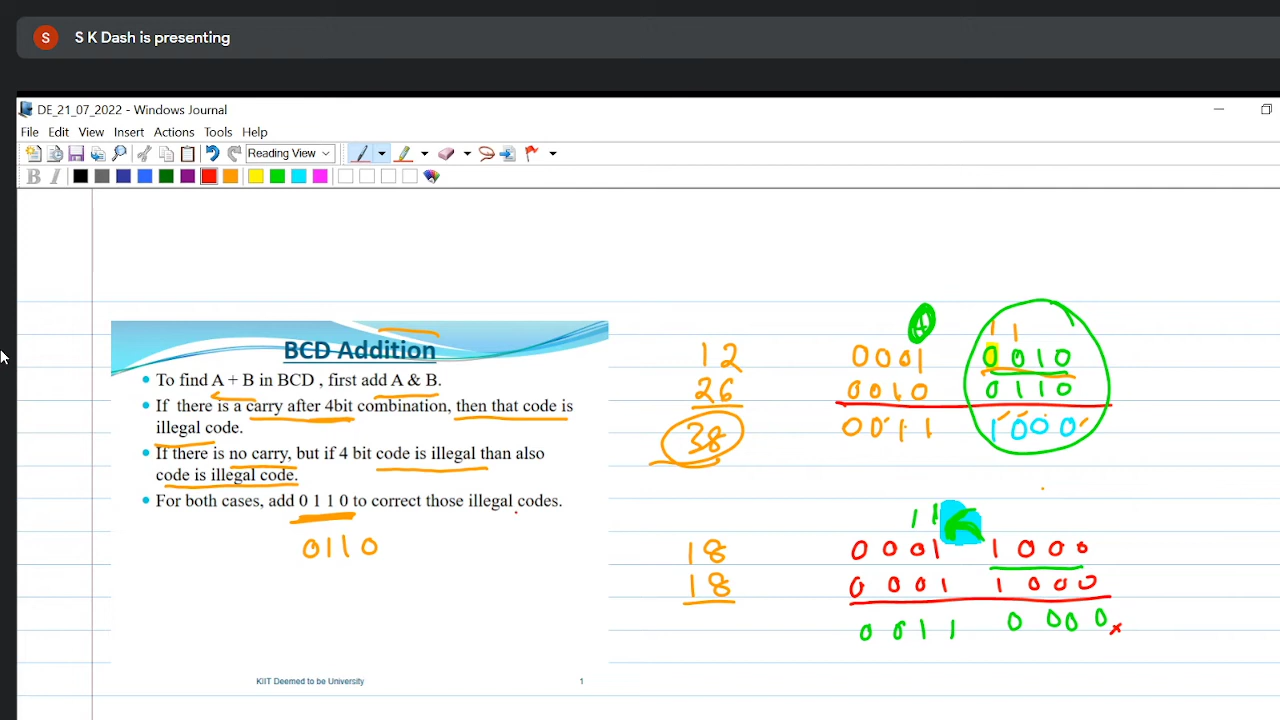 S
S K Dash is presenting
DE_21_07_2022 - Windows Journal
File Edit View Insert Actions Tools Help
Reading View
B I
BCD Addition
• To find A + B in BCD , first add A & B.
• If there is a carry after 4bit combination, then that code is
illegal code.
• If there is no carry, but if 4 bit code is illegal than also
code is illegal code.
• For both cases, add 0 1 1 0 to correct those illegal codes.
0110
KIIT Deemed to be University 1
1 1
12 0001 0010
26 0010 0110
38 0011 1000
1 1
18 0001 1000
18 0001 1000
0011 0000 x